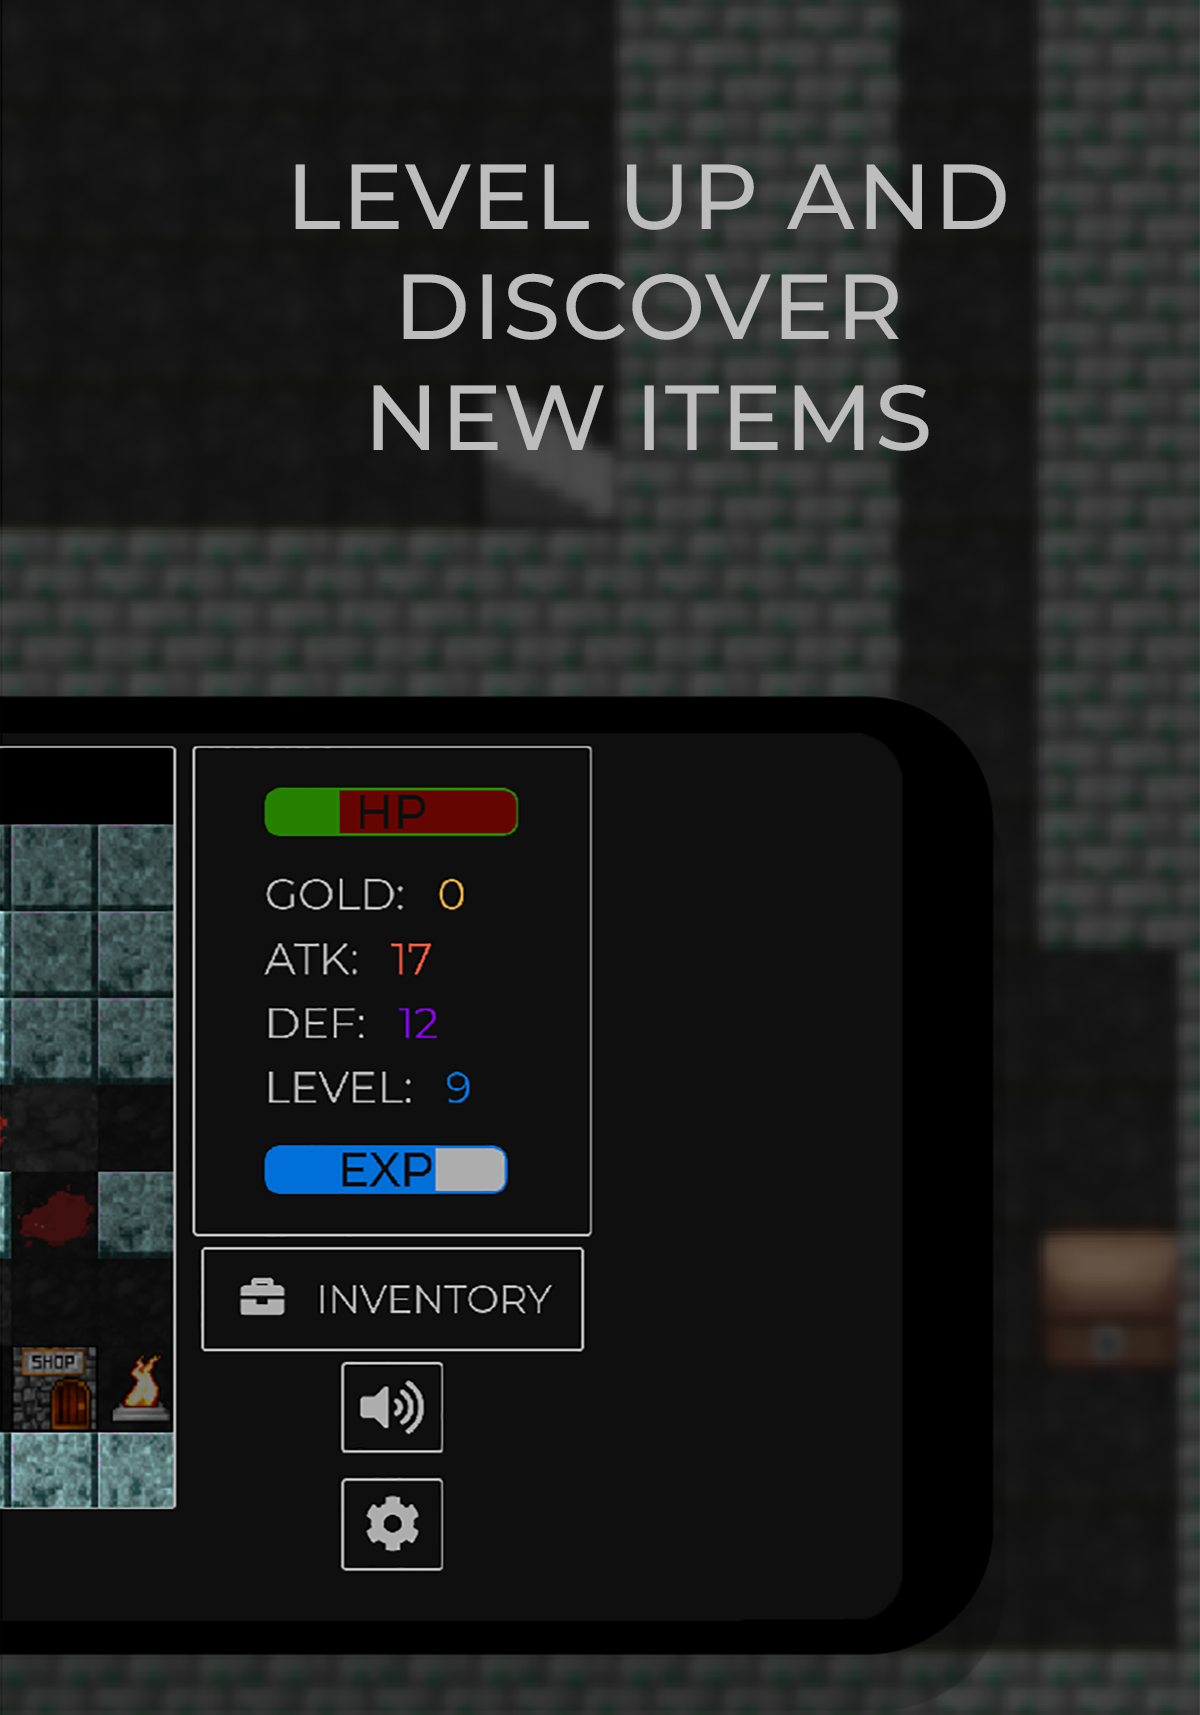 LEVEL UP AND
DISCOVER
NEW ITEMS
HP
GOLD: 0
ATK: 17
DEF: 12
LEVEL: 9
EXP
INVENTORY
SHOP